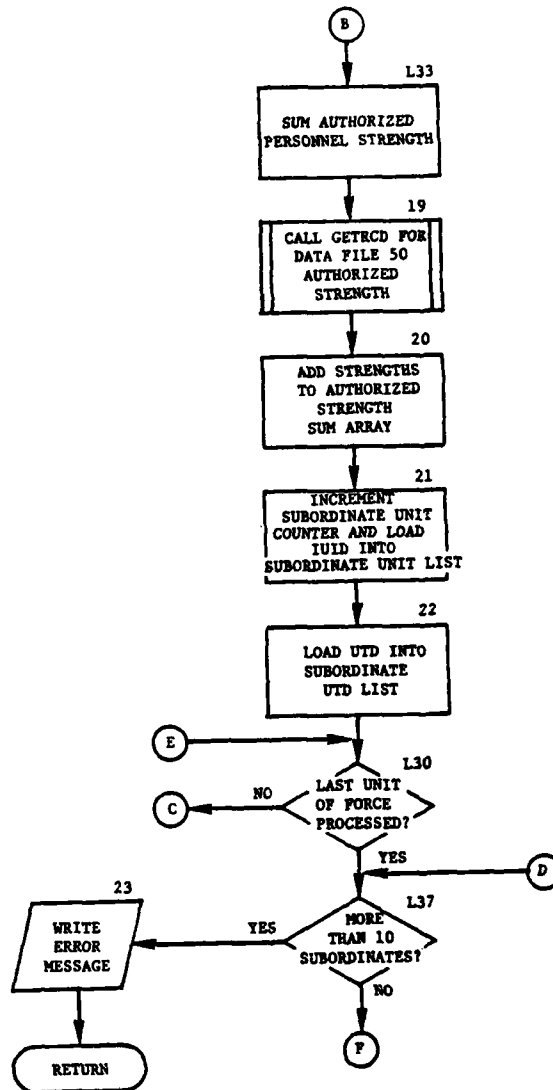 B
L33
SUM AUTHORIZED
PERSONNEL STRENGTH
19
CALL GETRCD FOR
DATA FILE 50
AUTHORIZED
STRENGTH
20
ADD STRENGTHS
TO AUTHORIZED
STRENGTH
SUM ARRAY
21
INCREMENT
SUBORDINATE UNIT
COUNTER AND LOAD
IUID INTO
SUBORDINATE UNIT LIST
22
LOAD UTD INTO
SUBORDINATE
UTD LIST
E
L30
LAST UNIT
OF FORCE
PROCESSED?
NO
C
YES
D
L37
MORE
THAN 10
SUBORDINATES?
YES
23
WRITE
ERROR
MESSAGE
NO
RETURN
F